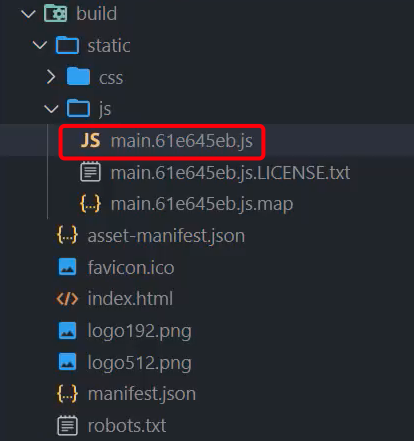 build
static
css
js
JS main.61e645eb.js
main.61e645eb.js.LICENSE.txt
{..} main.61e645eb.js.map
{..} asset-manifest.json
favicon.ico
index.html
logo192.png
logo512.png
{..} manifest.json
robots.txt